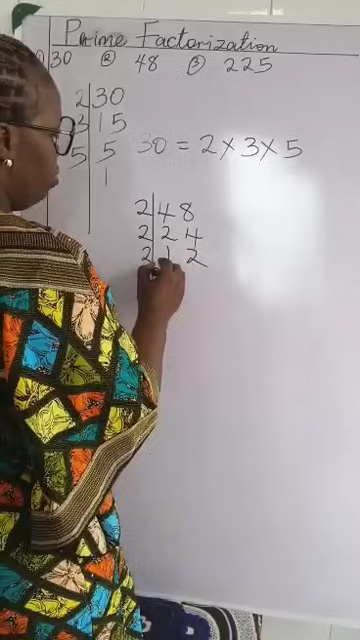 Prime Factorization
① 30 ② 48 ③ 225
2 30
3 15
5 5
1
30 = 2 x 3 x 5
2 48
2 24
2 12